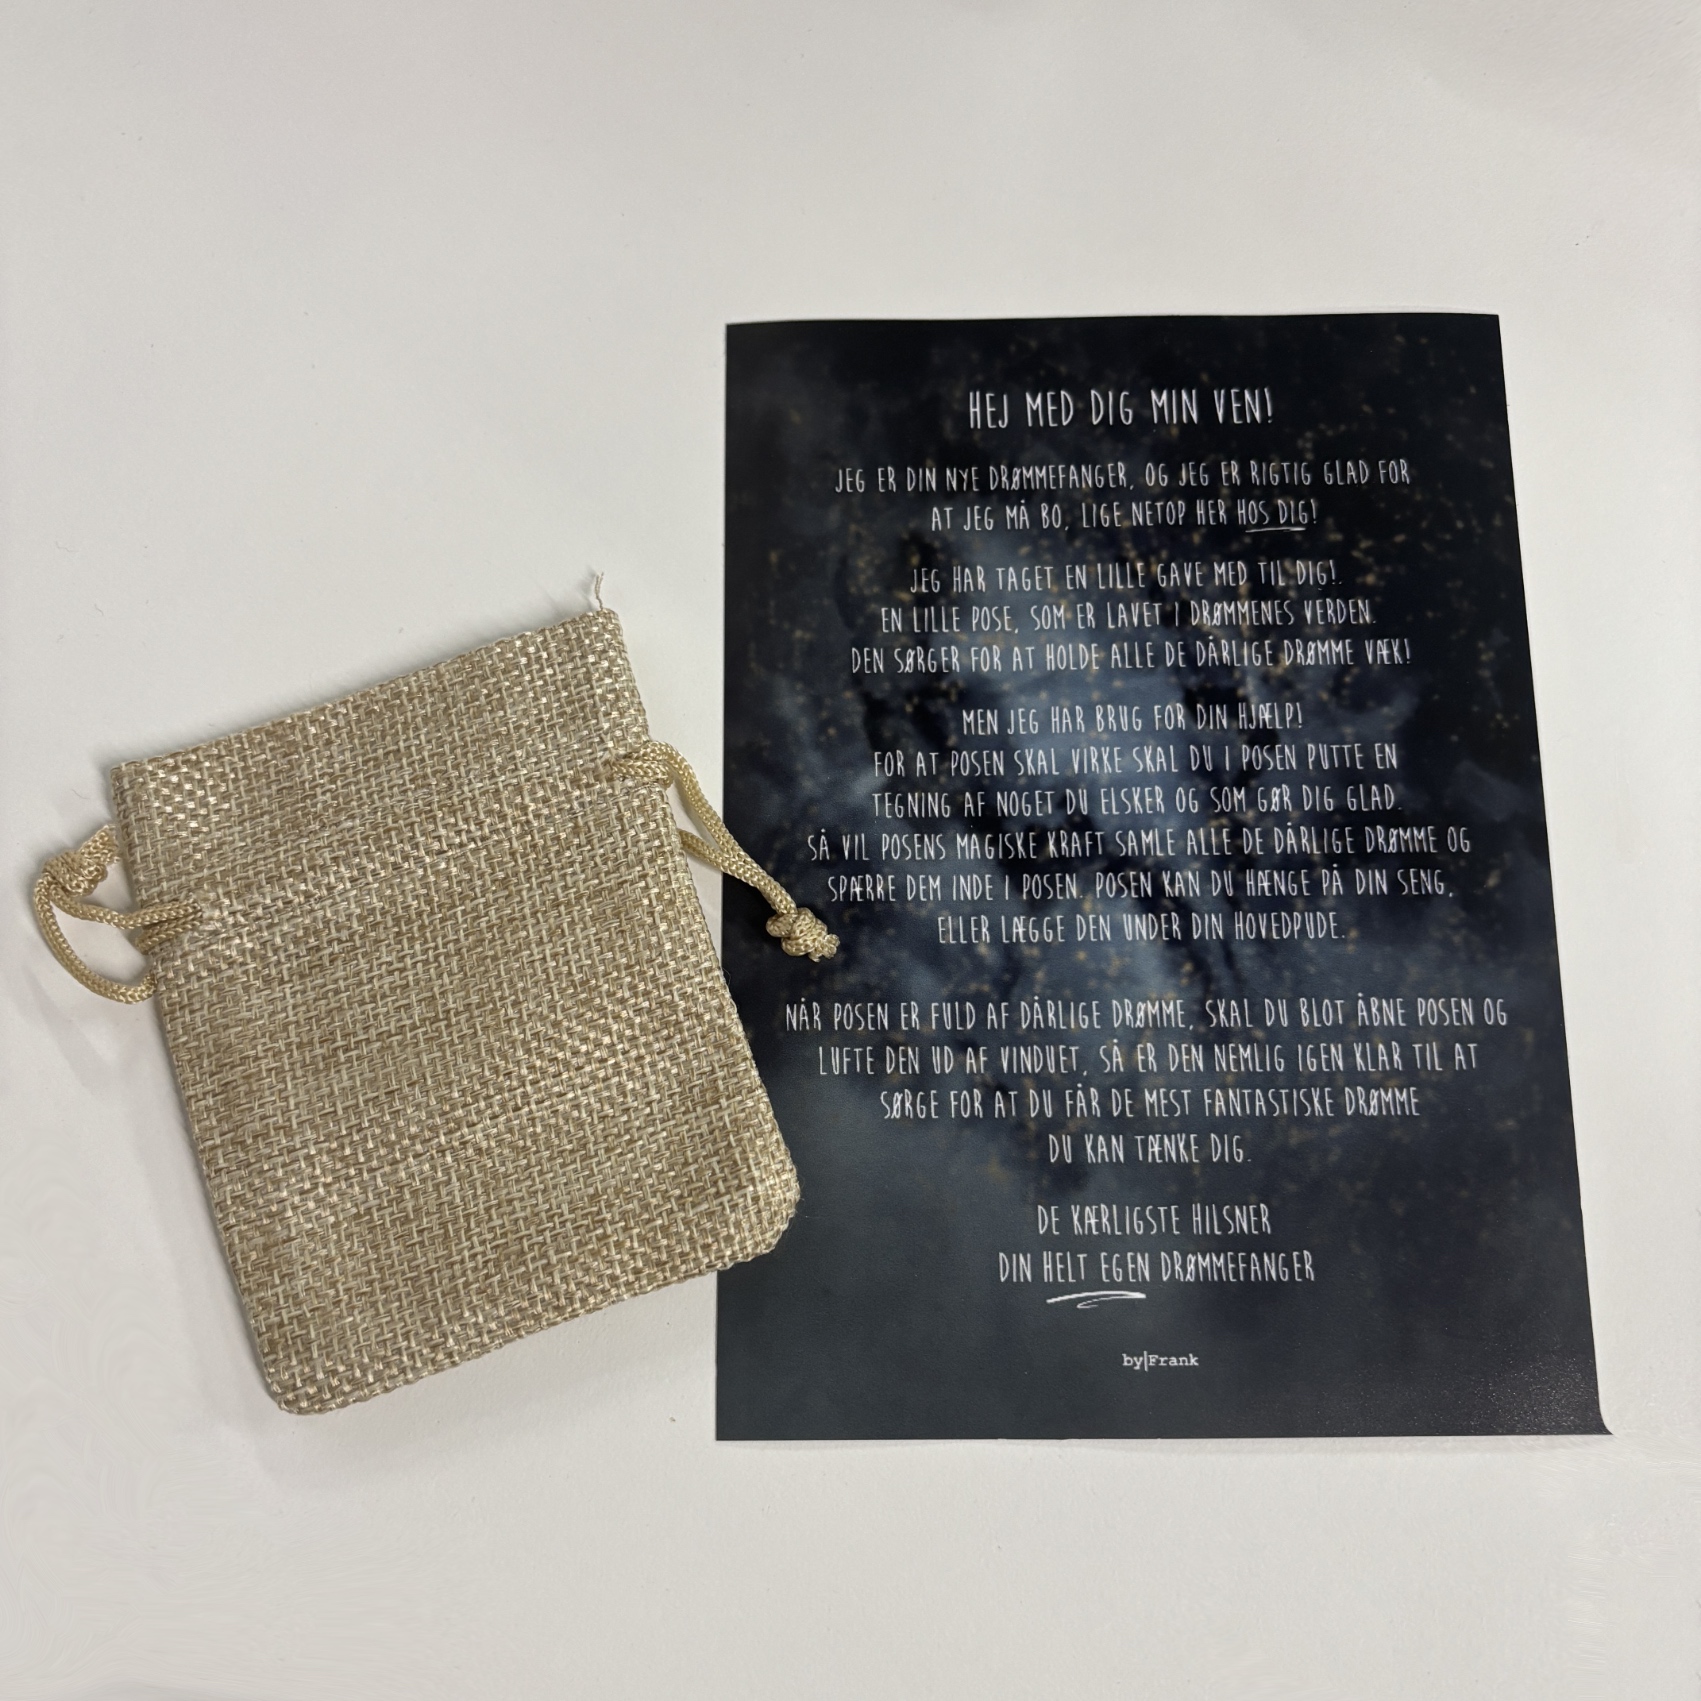 HEJ MED DIG MIN VEN!
JEG ER DIN NYE DRØMMEFANGER, OG JEG ER RIGTIG GLAD FOR
AT JEG MÅ BO, LIGE NETOP HER HOS DIG!
JEG HAR TAGET EN LILLE GAVE MED TIL DIG!.
EN LILLE POSE, SOM ER LAVET I DRØMMENES VERDEN.
DEN SØRGER FOR AT HOLDE ALLE DE DÅRLIGE DRØMME VÆK!
MEN JEG HAR BRUG FOR DIN HJÆLP!
FOR AT POSEN SKAL VIRKE SKAL DU I POSEN PUTTE EN
TEGNING AF NOGET DU ELSKER OG SOM GØR DIG GLAD.
SÅ VIL POSENS MAGISKE KRAFT SAMLE ALLE DE DÅRLIGE DRØMME OG
SPÆRRE DEM INDE I POSEN. POSEN KAN DU HÆNGE PÅ DIN SENG,
ELLER LÆGGE DEN UNDER DIN HOVEDPUDE.
NÅR POSEN ER FULD AF DÅRLIGE DRØMME, SKAL DU BLOT ÅBNE POSEN OG
LUFTE DEN UD AF VINDUET, SÅ ER DEN NEMLIG IGEN KLAR TIL AT
SØRGE FOR AT DU FÅR DE MEST FANTASTISKE DRØMME
DU KAN TÆNKE DIG.
DE KÆRLIGSTE HILSNER
DIN HELT EGEN DRØMMEFANGER
by|Frank